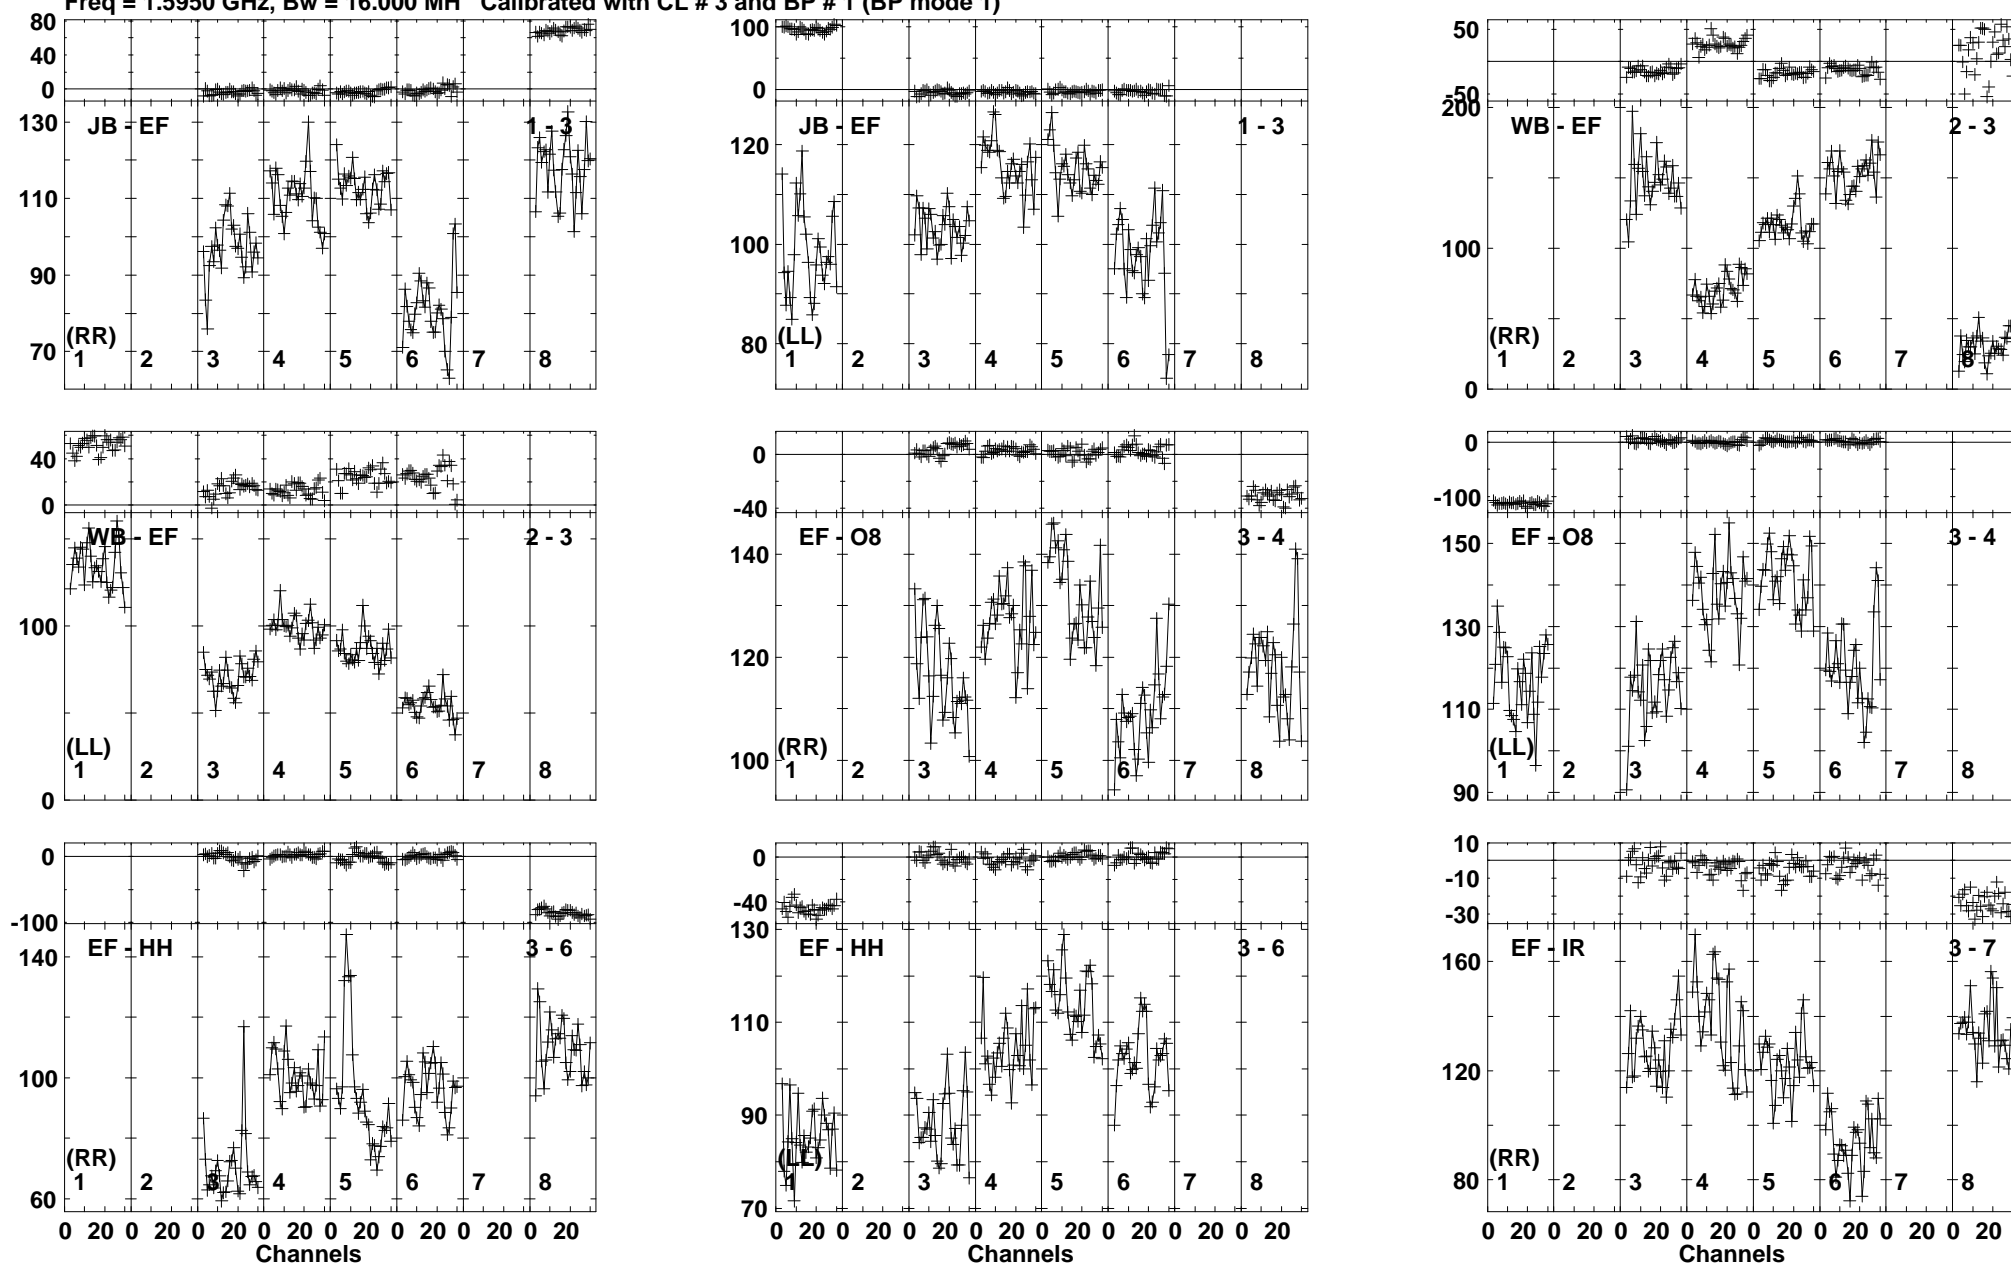 Freq = 1.5950 GHz, Bw = 16.000 MH Calibrated with CL # 3 and BP # 1 (BP mode 1)
80 40 0
100 0
50 -50
JB - EF 1 - 3
130 110 90 70
(RR)
1 2 3 4 5 6 7 8
JB - EF 1 - 3
120 100 80
(LL)
1 2 3 4 5 6 7 8
WB - EF 2 - 3
200 100 0
(RR)
1 2 3 4 5 6 7 8
40 0
0 -40
0 -100
WB - EF 2 - 3
100 0
(LL)
1 2 3 4 5 6 7 8
EF - O8 3 - 4
140 120 100
(RR)
1 2 3 4 5 6 7 8
EF - O8 3 - 4
150 130 110 90
(LL)
1 2 3 4 5 6 7 8
0 -100
0 -40
10 -10 -30
EF - HH 3 - 6
140 100 60
(RR)
1 2 3 4 5 6 7 8
EF - HH 3 - 6
130 110 90 70
(LL)
1 2 3 4 5 6 7 8
EF - IR 3 - 7
160 120 80
(RR)
1 2 3 4 5 6 7 8
0 20 0 20 0 20 0 20 0 20 0 20 0 20 0 20
0 20 0 20 0 20 0 20 0 20 0 20 0 20 0 20
0 20 0 20 0 20 0 20 0 20 0 20 0 20 0 20
Channels
Channels
Channels